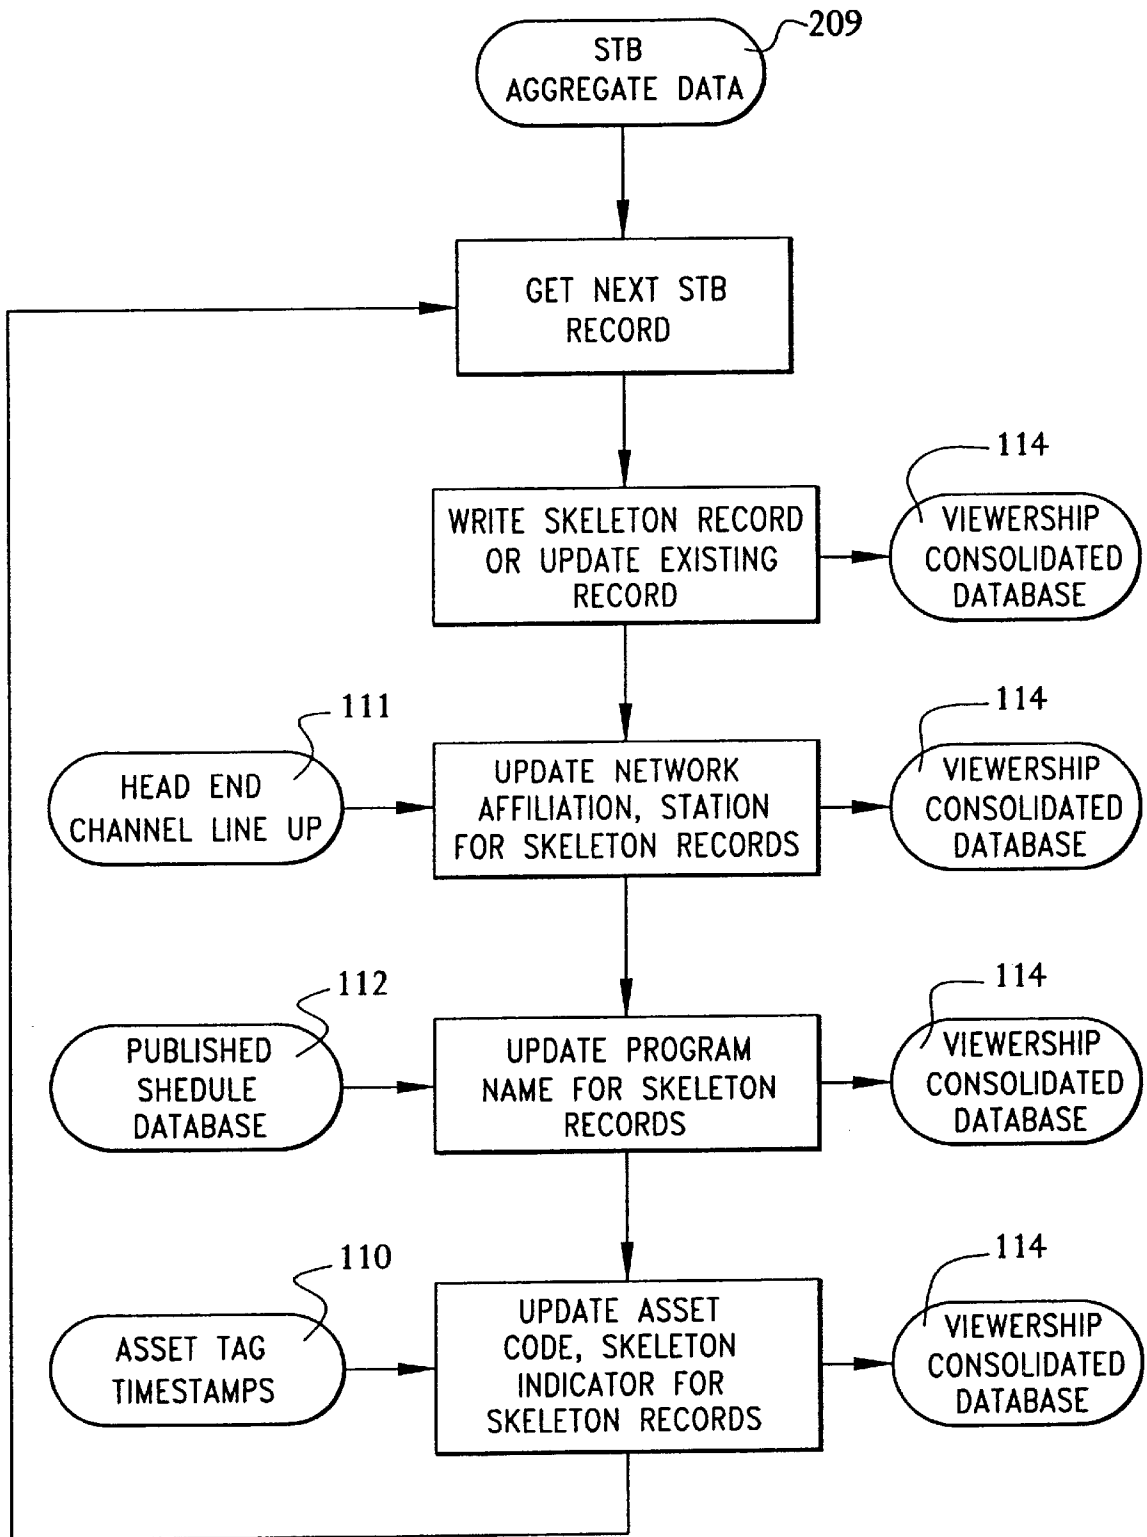 209
STB
AGGREGATE DATA
GET NEXT STB
RECORD
114
WRITE SKELETON RECORD
OR UPDATE EXISTING
RECORD
VIEWERSHIP
CONSOLIDATED
DATABASE
111
114
HEAD END
CHANNEL LINE UP
UPDATE NETWORK
AFFILIATION, STATION
FOR SKELETON RECORDS
VIEWERSHIP
CONSOLIDATED
DATABASE
112
114
PUBLISHED
SHEDULE
DATABASE
UPDATE PROGRAM
NAME FOR SKELETON
RECORDS
VIEWERSHIP
CONSOLIDATED
DATABASE
110
114
ASSET TAG
TIMESTAMPS
UPDATE ASSET
CODE, SKELETON
INDICATOR FOR
SKELETON RECORDS
VIEWERSHIP
CONSOLIDATED
DATABASE